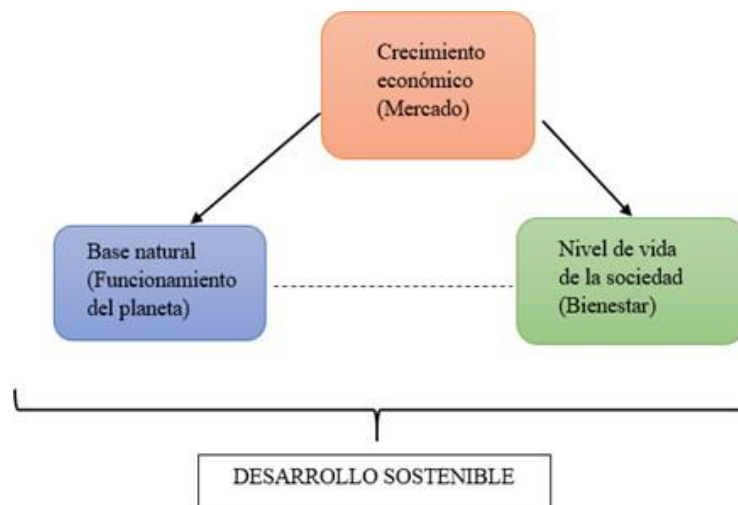 Crecimiento
económico
(Mercado)
Base natural
(Funcionamiento
del planeta)
Nivel de vida
de la sociedad
(Bienestar)
DESARROLLO SOSTENIBLE